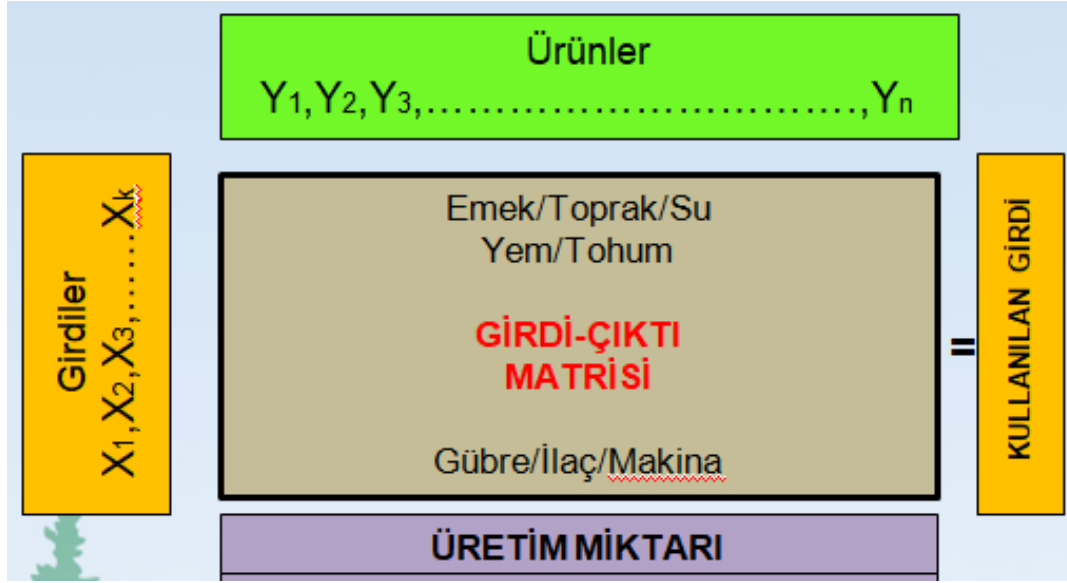 Ürünler
Y1,Y2,Y3,…………………………………,Yn
Girdiler
X1,X2,X3,……Xk
Emek/Toprak/Su
Yem/Tohum
GİRDİ-ÇIKTI
MATRİSİ
Gübre/İlaç/Makina
=
KULLANILAN GİRDİ
ÜRETİM MİKTARI